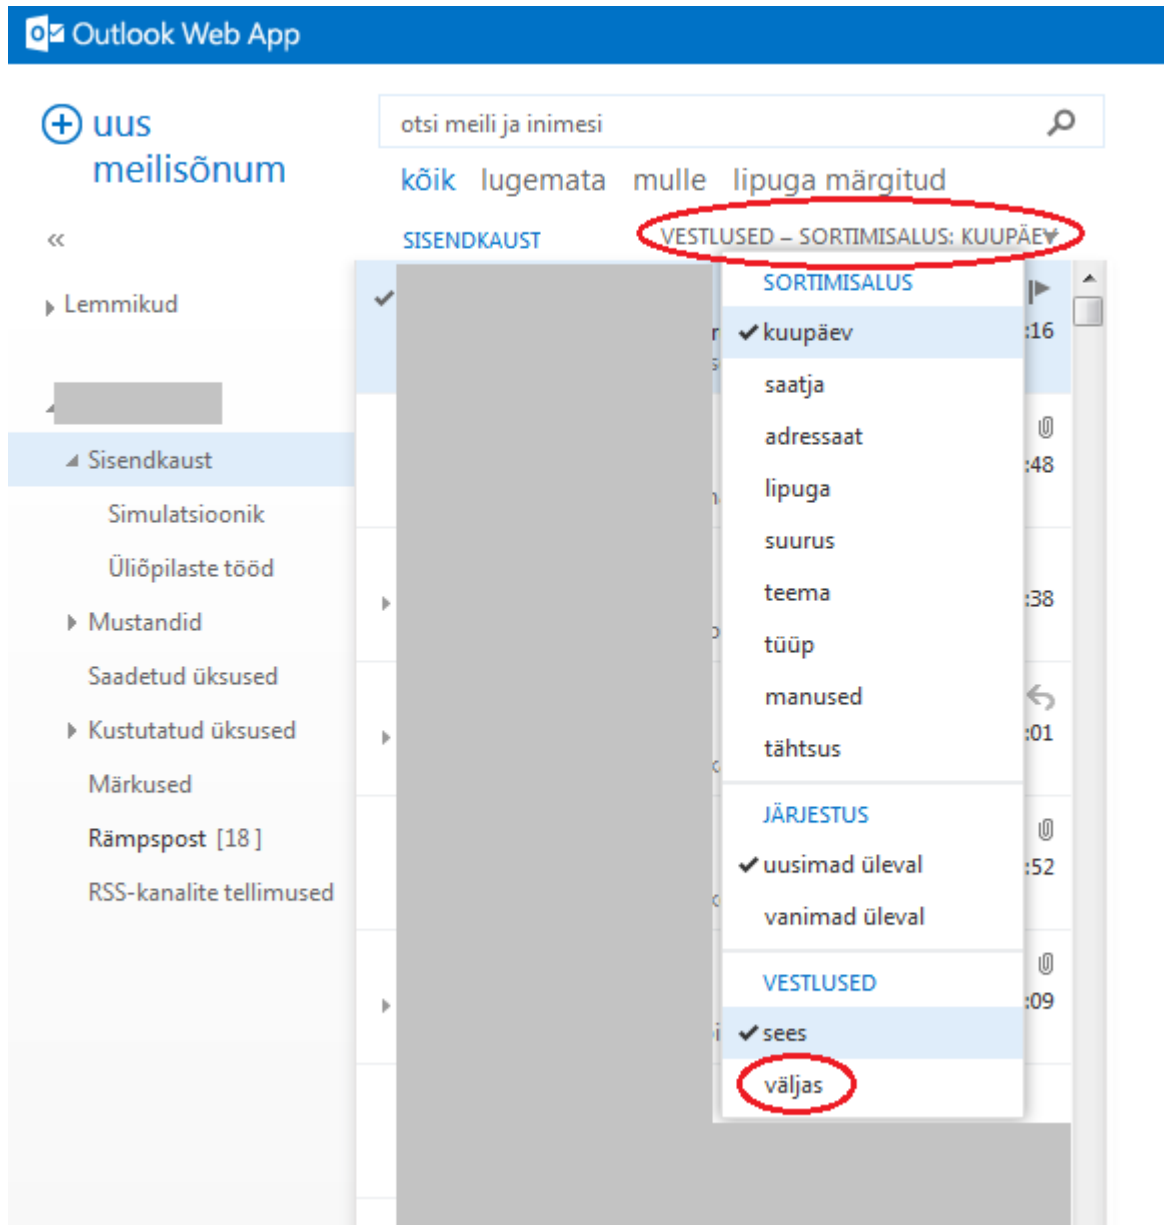 Outlook Web App
uus
meilisõnum
otsi meili ja inimesi
kõik lugemata mulle lipuga märgitud
SISENDKAUST
VESTLUSED – SORTIMISALUS: KUUPÄEV
«
Lemmikud
Sisendkaust
Simulatsioonik
Üliõpilaste tööd
Mustandid
Saadetud üksused
Kustutatud üksused
Märkused
Rämpspost [18]
RSS-kanalite tellimused
SORTIMISALUS
kuupäev
saatja
adressaat
lipuga
suurus
teema
tüüp
manused
tähtsus
JÄRJESTUS
uusimad üleval
vanimad üleval
VESTLUSED
sees
väljas
:16
:48
:38
:01
:52
:09